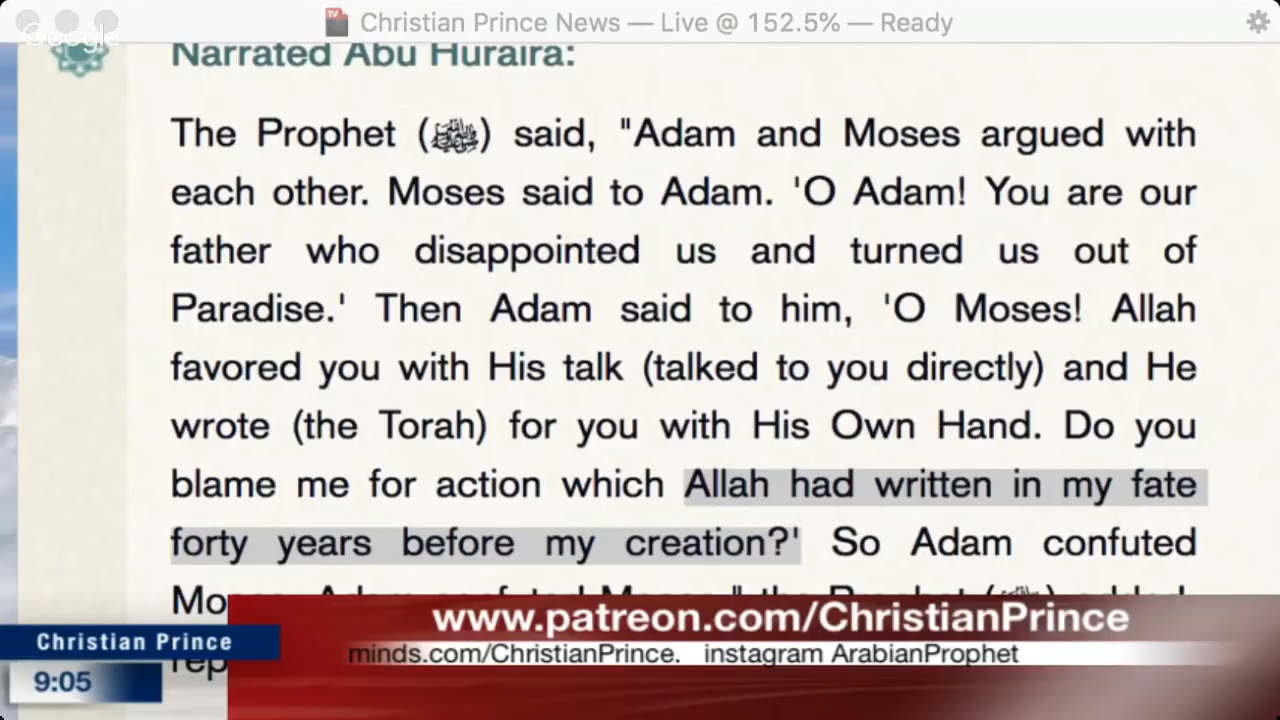 Christian Prince News — Live @ 152.5% — Ready
Google
Narrated Abu Huraira:
The Prophet (ﷺ) said, "Adam and Moses argued with
each other. Moses said to Adam. 'O Adam! You are our
father who disappointed us and turned us out of
Paradise.' Then Adam said to him, 'O Moses! Allah
favored you with His talk (talked to you directly) and He
wrote (the Torah) for you with His Own Hand. Do you
blame me for action which Allah had written in my fate
forty years before my creation?' So Adam confuted
www.patreon.com/ChristianPrince
Christian Prince
minds.com/ChristianPrince. instagram ArabianProphet
9:05